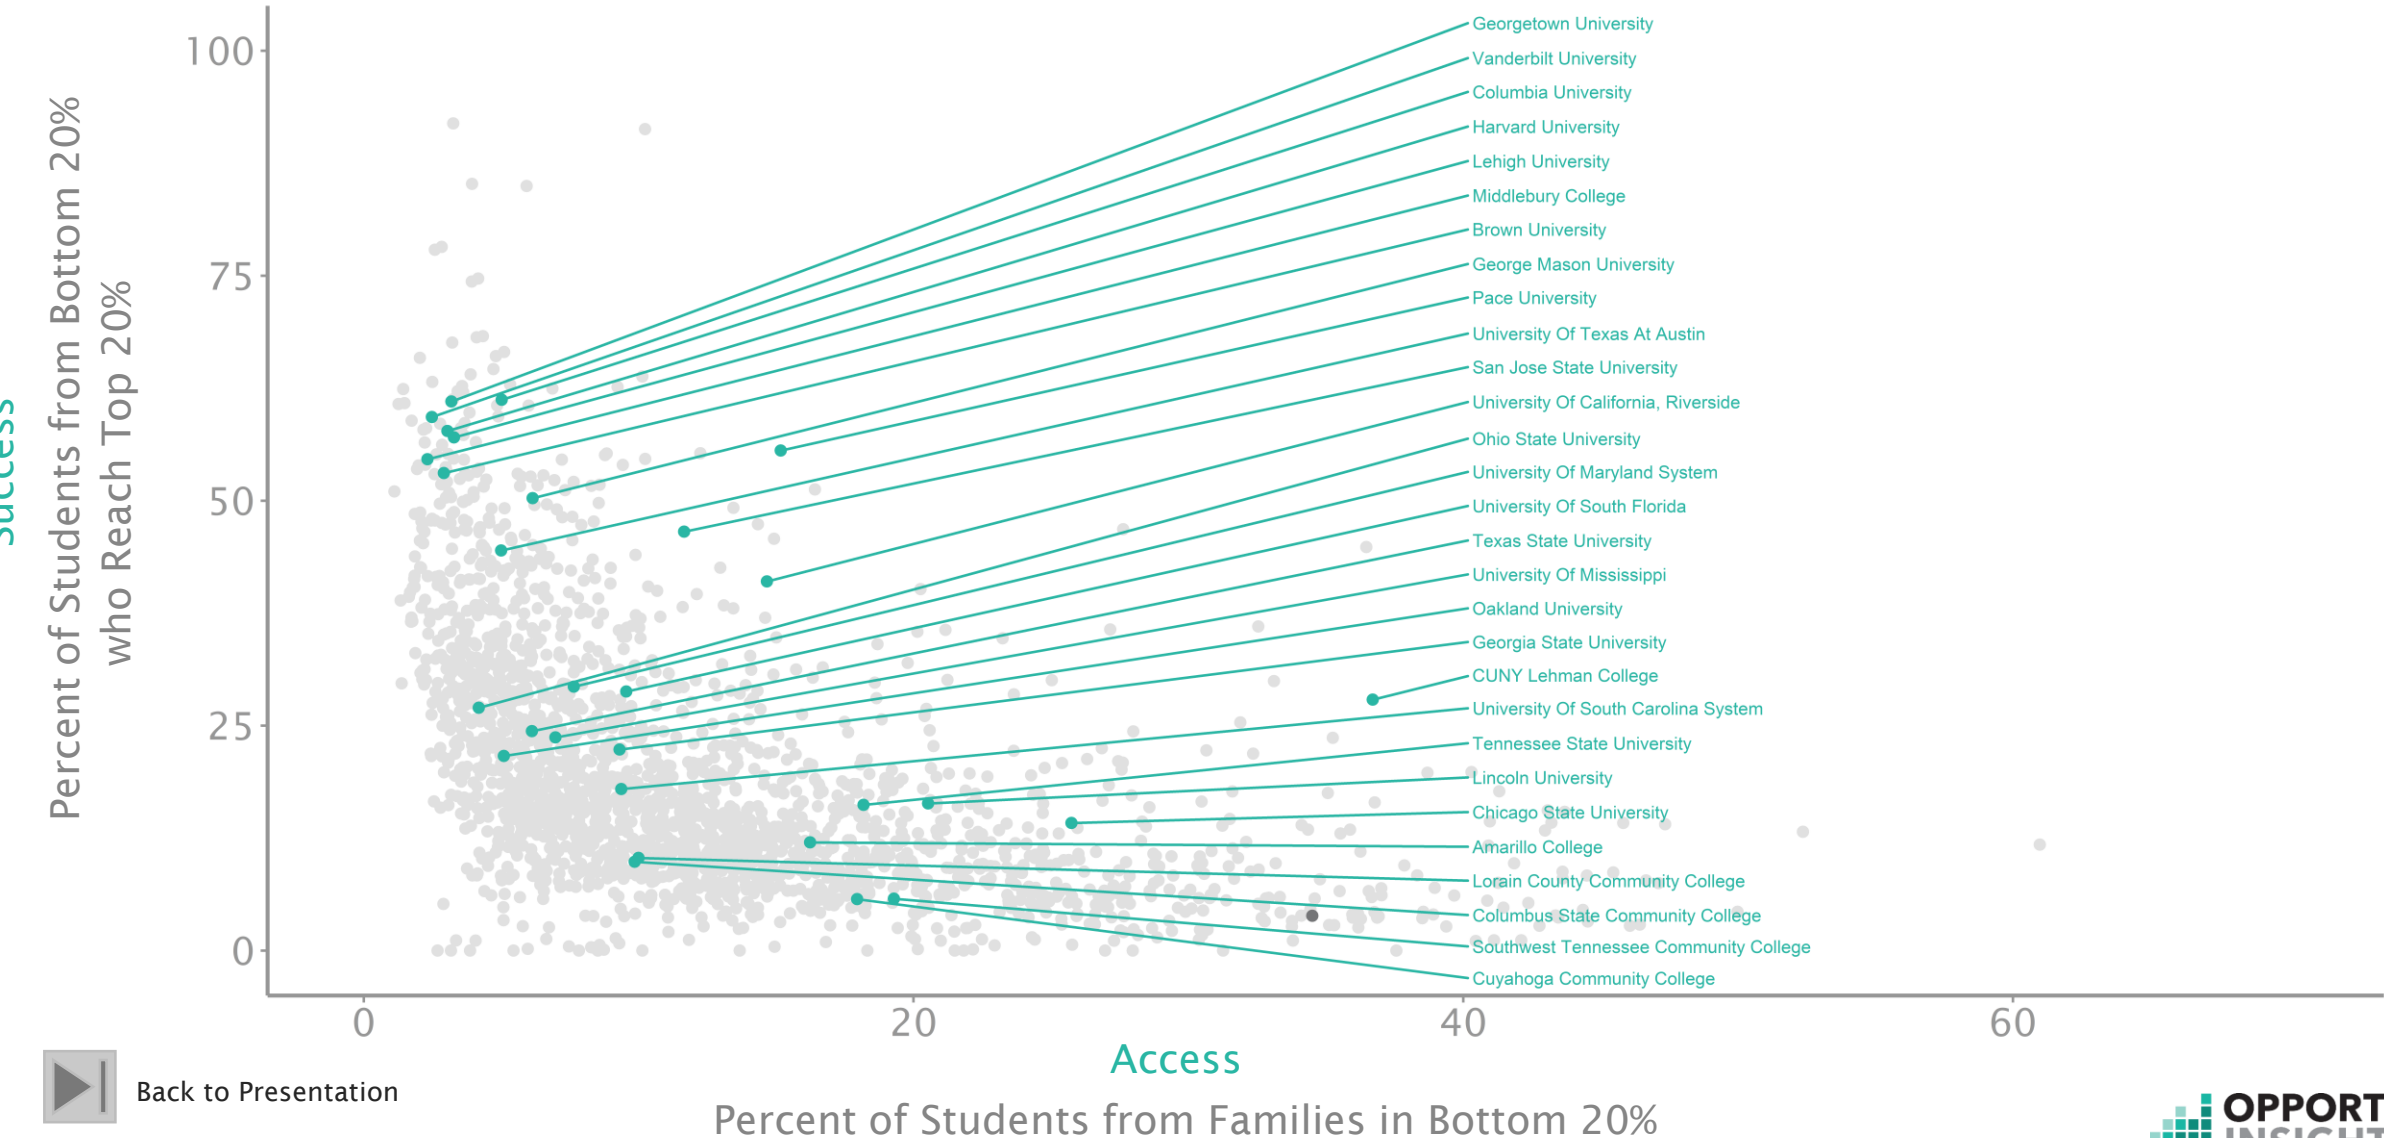 Success
Percent of Students from Bottom 20%
who Reach Top 20%
100
75
50
25
0
Georgetown University
Vanderbilt University
Columbia University
Harvard University
Lehigh University
Middlebury College
Brown University
George Mason University
Pace University
University Of Texas At Austin
San Jose State University
University Of California, Riverside
Ohio State University
University Of Maryland System
University Of South Florida
Texas State University
University Of Mississippi
Oakland University
Georgia State University
CUNY Lehman College
University Of South Carolina System
Tennessee State University
Lincoln University
Chicago State University
Amarillo College
Lorain County Community College
Columbus State Community College
Southwest Tennessee Community College
Cuyahoga Community College
0 20 40 60
Access
Percent of Students from Families in Bottom 20%
Back to Presentation
OPPORT
INSIGHT